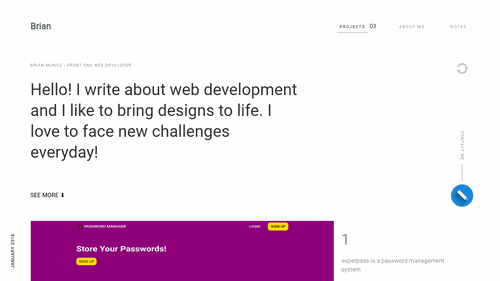 Brian
PROJECTS 03
ABOUT ME
NOTES
BRIAN MUNOZ - FRONT END WEB DEVELOPER
Hello! I write about web development
and I like to bring designs to life. I
love to face new challenges
everyday!
CONTACT ME
SEE MORE ⬇
JANUARY 2018
PASSWORD MANAGER
LOGIN
SIGN UP
Store Your Passwords!
SIGN UP
1
superpass is a password management
system